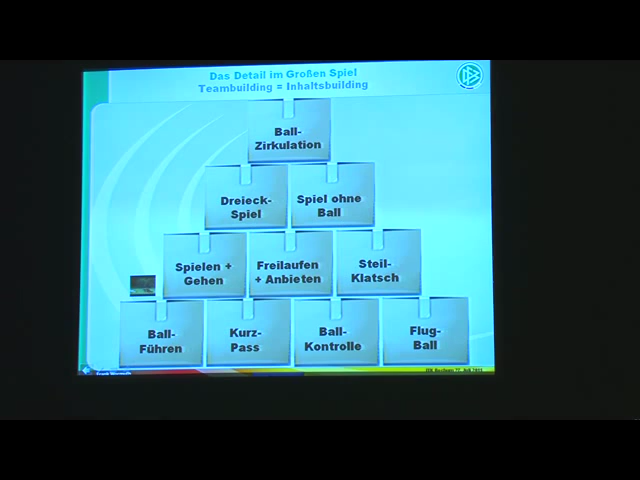 Das Detail im Großen Spiel
Teambuilding = Inhaltsbuilding
Ball-
Zirkulation
Dreieck-
Spiel
Spiel ohne
Ball
Spielen +
Gehen
Freilaufen
+ Anbieten
Steil-
Klatsch
Ball-
Führen
Kurz-
Pass
Ball-
Kontrolle
Flug-
Ball